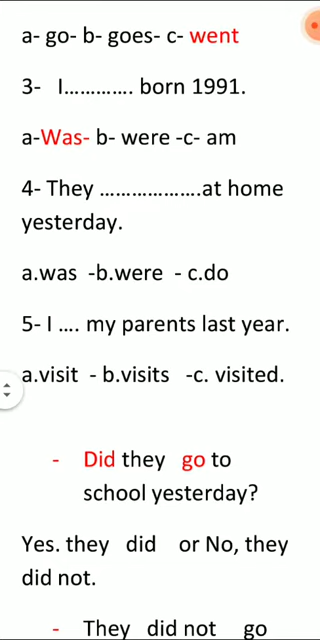 a- go- b- goes- c- went
3- I............. born 1991.
a-Was- b- were -c- am
4- They ...................at home
yesterday.
a.was -b.were - c.do
5- I .... my parents last year.
a.visit - b.visits -c. visited.
- Did they go to
school yesterday?
Yes. they did or No, they
did not.
- They did not go